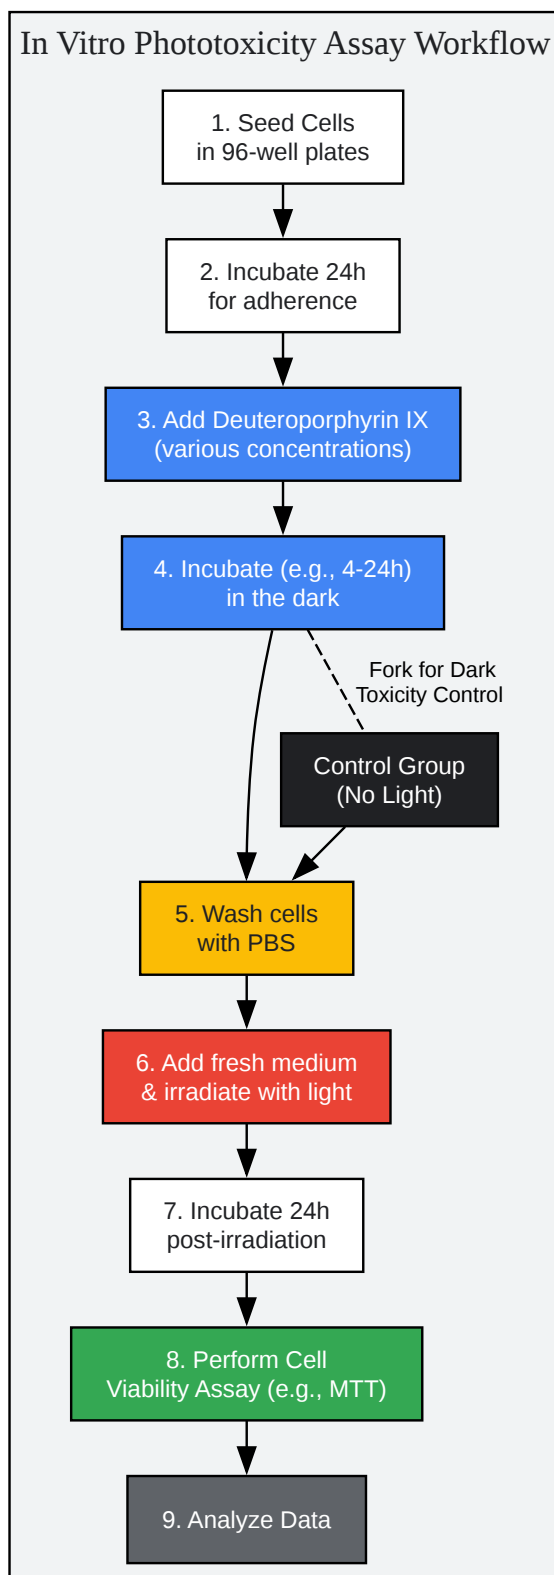 In Vitro Phototoxicity Assay Workflow
1. Seed Cells
in 96-well plates
2. Incubate 24h
for adherence
3. Add Deuteroporphyrin IX
(various concentrations)
4. Incubate (e.g., 4-24h)
in the dark
Fork for Dark
Toxicity Control
Control Group
(No Light)
5. Wash cells
with PBS
6. Add fresh medium
& irradiate with light
7. Incubate 24h
post-irradiation
8. Perform Cell
Viability Assay (e.g., MTT)
9. Analyze Data